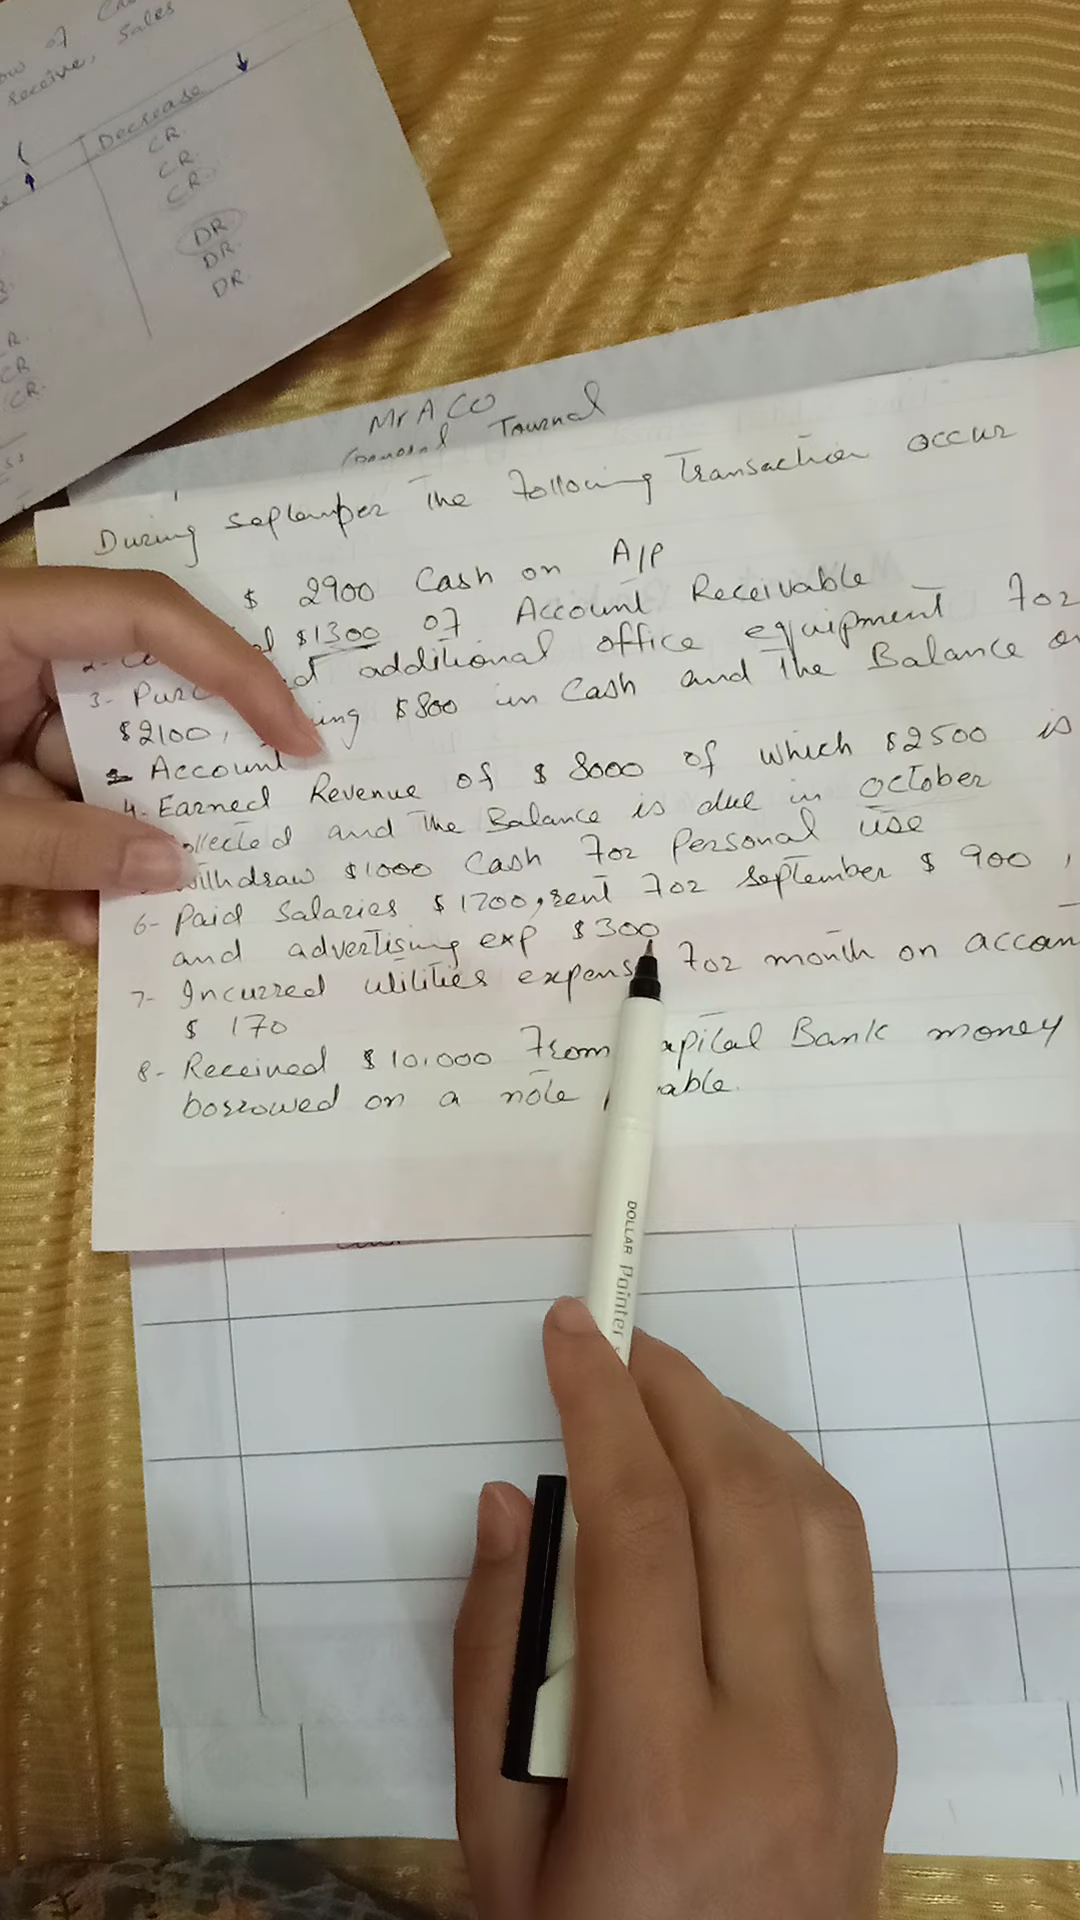 ow of
receive, sales
Decrease
CR.
CR.
CR.
DR
DR.
DR.
R.
CR
CR.
Mr A CO
General Journal
During september The following Transaction occur
$ 2900 Cash on A/P
$1300 of Account Receivable
2-
3- additional office equipment for
$2100, $800 in Cash and The Balance on
Account
4- Earned Revenue of $ 8000 of which $2500 is
ollected and The Balance is due in October
withdraw $1000 Cash for Personal use
6- Paid Salaries $ 1700, rent for september $ 900,
and advertising exp $300
7- Incurred utilities expens for month on accoun
$ 170
8- Received $ 10,000 from apital Bank money
borrowed on a note able.
DOLLAR Pointer